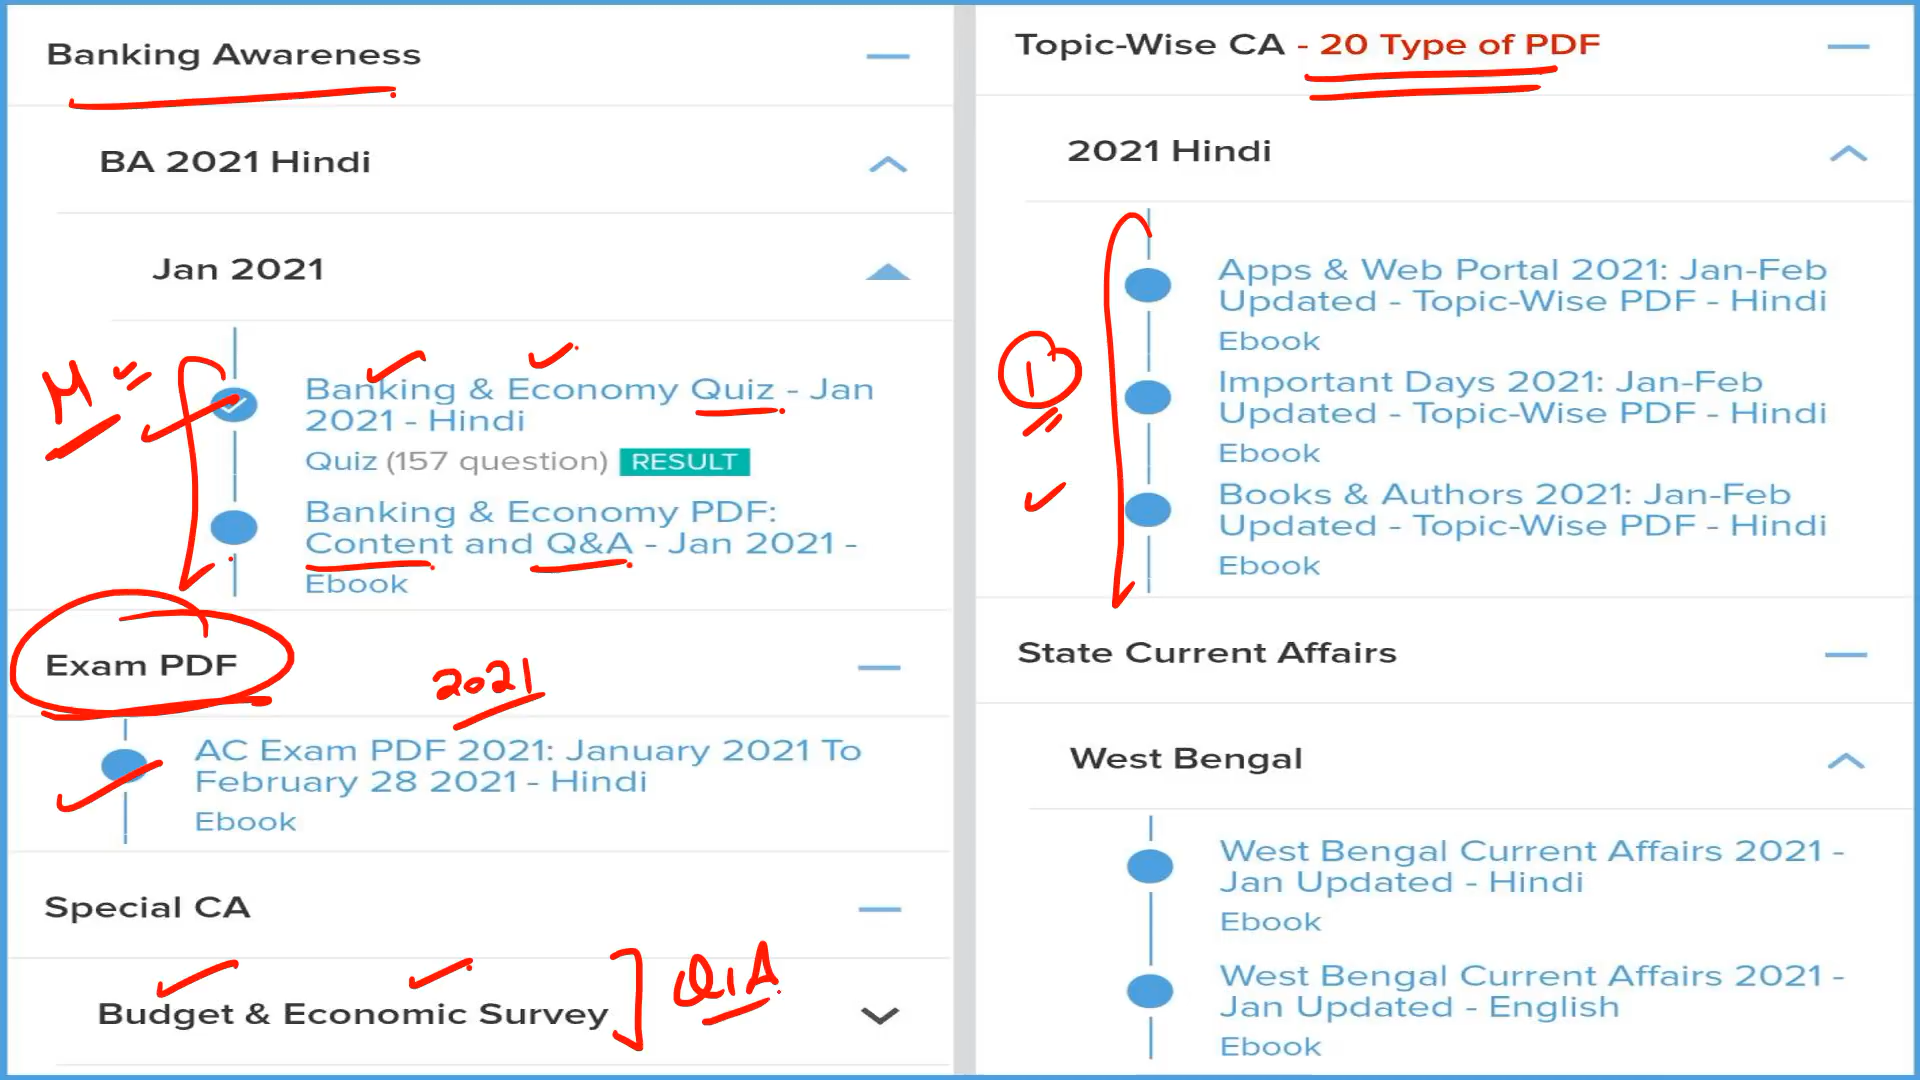 Banking Awareness
BA 2021 Hindi
Jan 2021
M
Banking & Economy Quiz - Jan
2021 - Hindi
Quiz (157 question) RESULT
Banking & Economy PDF:
Content and Q&A - Jan 2021 -
Ebook
Exam PDF
2021
AC Exam PDF 2021: January 2021 To
February 28 2021 - Hindi
Ebook
Special CA
Budget & Economic Survey
Topic-Wise CA - 20 Type of PDF
2021 Hindi
1
Apps & Web Portal 2021: Jan-Feb
Updated - Topic-Wise PDF - Hindi
Ebook
Important Days 2021: Jan-Feb
Updated - Topic-Wise PDF - Hindi
Ebook
Books & Authors 2021: Jan-Feb
Updated - Topic-Wise PDF - Hindi
Ebook
State Current Affairs
West Bengal
West Bengal Current Affairs 2021 -
Jan Updated - Hindi
Ebook
West Bengal Current Affairs 2021 -
Jan Updated - English
Ebook